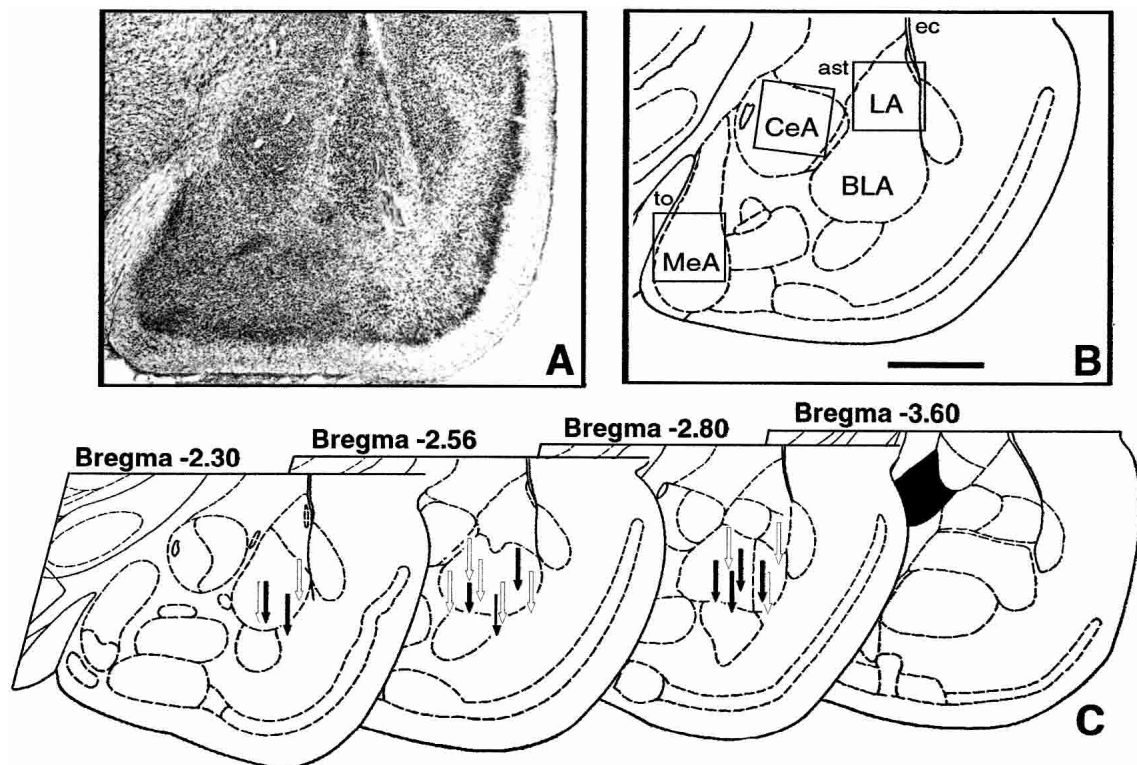 A
ec
ast
LA
CeA
BLA
to
MeA
B
Bregma -2.30
Bregma -2.56
Bregma -2.80
Bregma -3.60
C